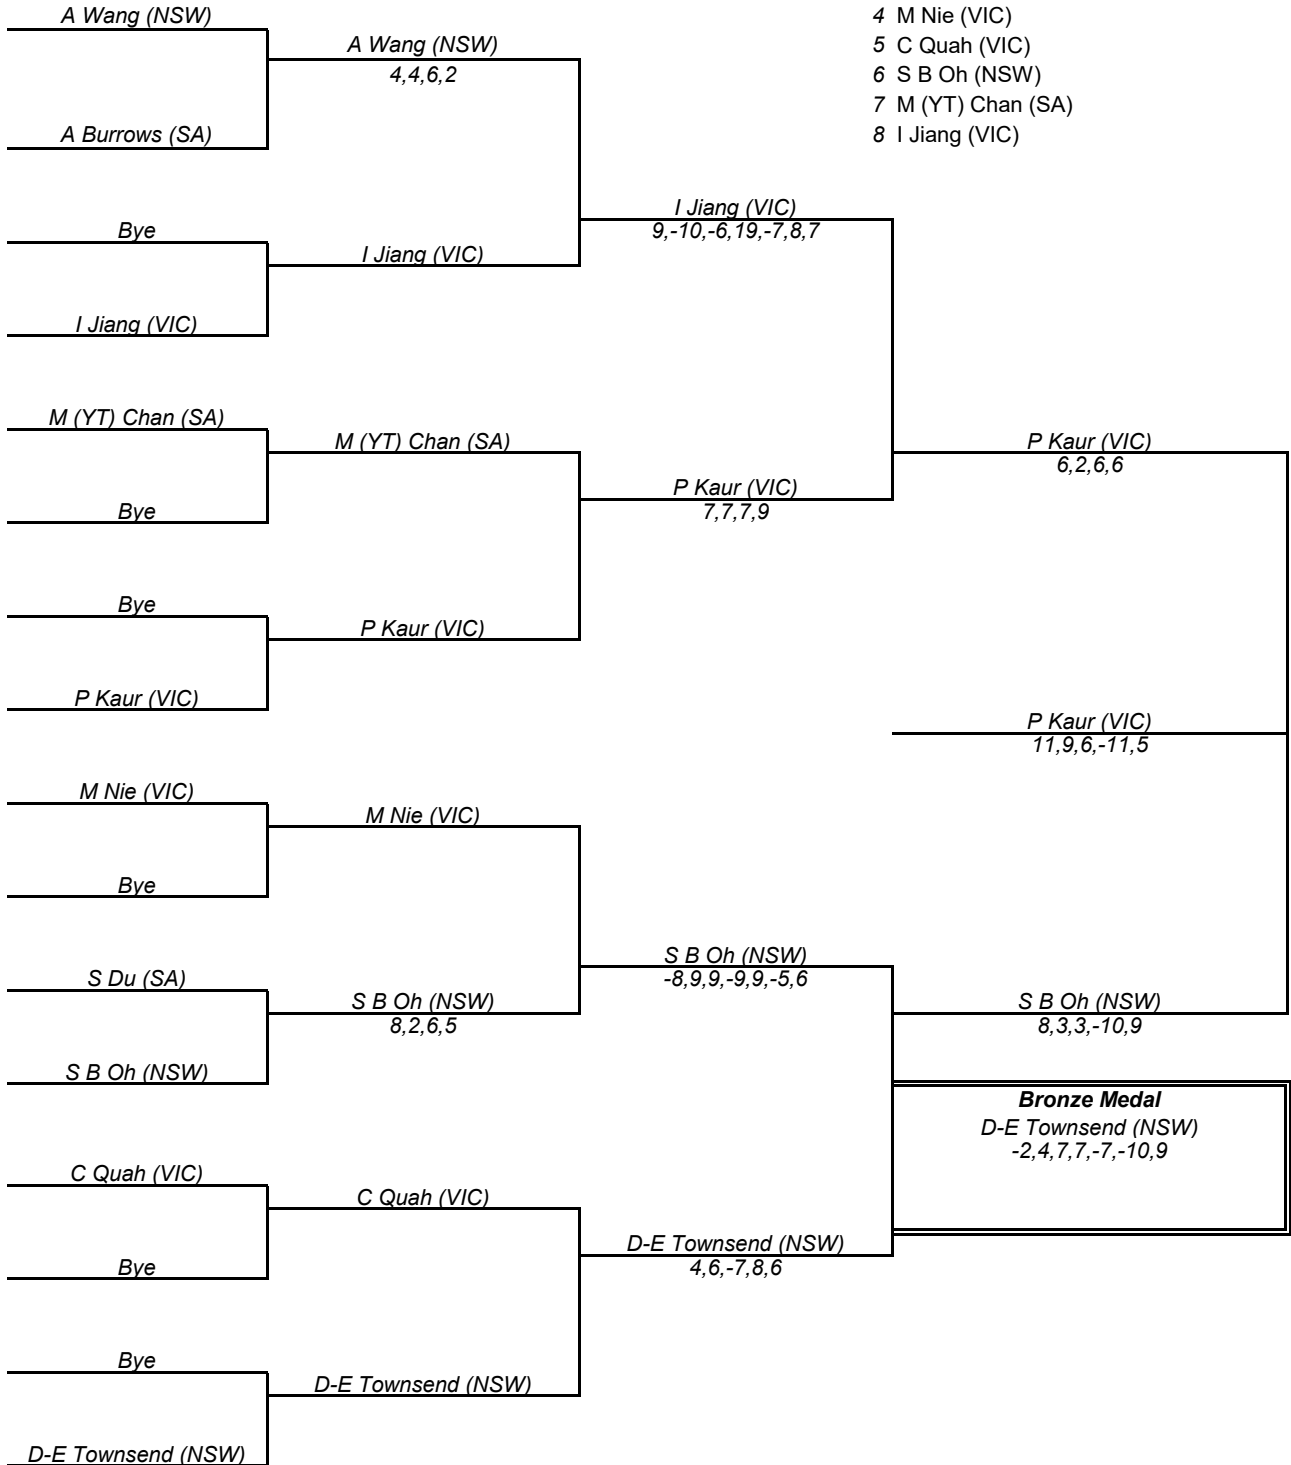 A Wang (NSW)
A Burrows (SA)
Bye
I Jiang (VIC)
M (YT) Chan (SA)
Bye
Bye
P Kaur (VIC)
M Nie (VIC)
Bye
S Du (SA)
S B Oh (NSW)
C Quah (VIC)
Bye
Bye
D-E Townsend (NSW)
A Wang (NSW)
4,4,6,2
I Jiang (VIC)
M (YT) Chan (SA)
P Kaur (VIC)
M Nie (VIC)
S B Oh (NSW)
8,2,6,5
C Quah (VIC)
D-E Townsend (NSW)
I Jiang (VIC)
9,-10,-6,19,-7,8,7
P Kaur (VIC)
7,7,7,9
S B Oh (NSW)
-8,9,9,-9,9,-5,6
D-E Townsend (NSW)
4,6,-7,8,6
4 M Nie (VIC)
5 C Quah (VIC)
6 S B Oh (NSW)
7 M (YT) Chan (SA)
8 I Jiang (VIC)
P Kaur (VIC)
6,2,6,6
P Kaur (VIC)
11,9,6,-11,5
S B Oh (NSW)
8,3,3,-10,9
Bronze Medal
D-E Townsend (NSW)
-2,4,7,7,-7,-10,9